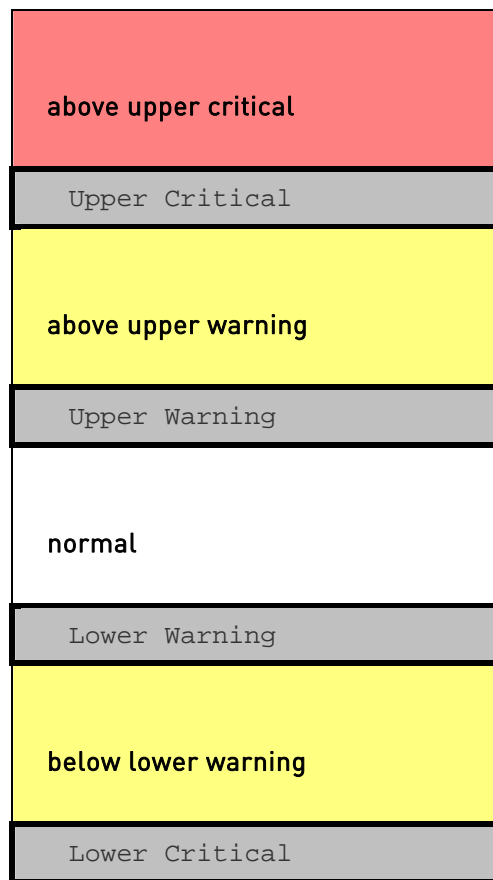 above upper critical
Upper Critical
above upper warning
Upper Warning
normal
Lower Warning
below lower warning
Lower Critical